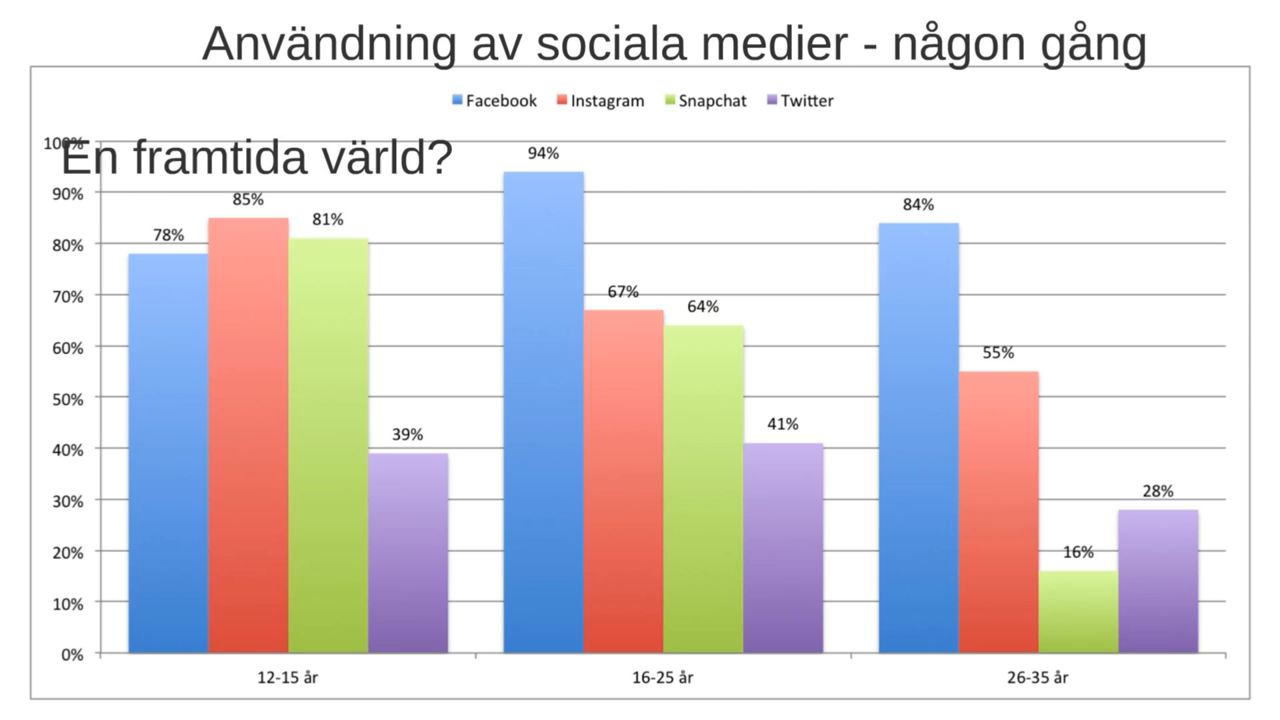 Användning av sociala medier - någon gång
Facebook Instagram Snapchat Twitter
En framtida värld?
100%
90%
80%
70%
60%
50%
40%
30%
20%
10%
0%
78% 85% 81% 39%
94% 67% 64% 41%
84% 55% 16% 28%
12-15 år 16-25 år 26-35 år